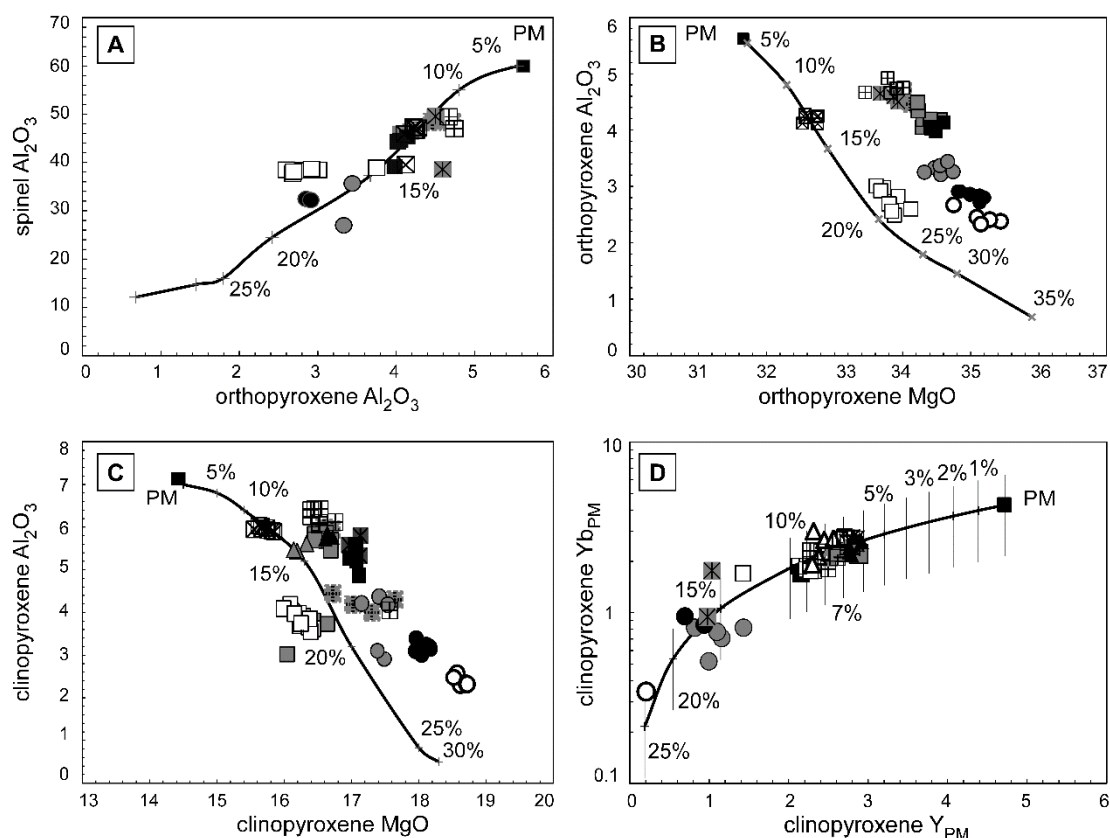 A
70
60
50
40
30
20
10
0
spinel Al₂O₃
PM
5%
10%
15%
20%
25%
0 1 2 3 4 5 6
orthopyroxene Al₂O₃
B
6
5
4
3
2
1
0
orthopyroxene Al₂O₃
PM
5%
10%
15%
20%
25%
30%
35%
30 31 32 33 34 35 36 37
orthopyroxene MgO
C
8
7
6
5
4
3
2
1
0
clinopyroxene Al₂O₃
PM
5%
10%
15%
20%
25%
30%
13 14 15 16 17 18 19 20
clinopyroxene MgO
D
10
1
0.1
clinopyroxene Yb_PM
1%
2%
3%
5%
PM
10%
7%
15%
20%
25%
0 1 2 3 4 5 6
clinopyroxene Y_PM